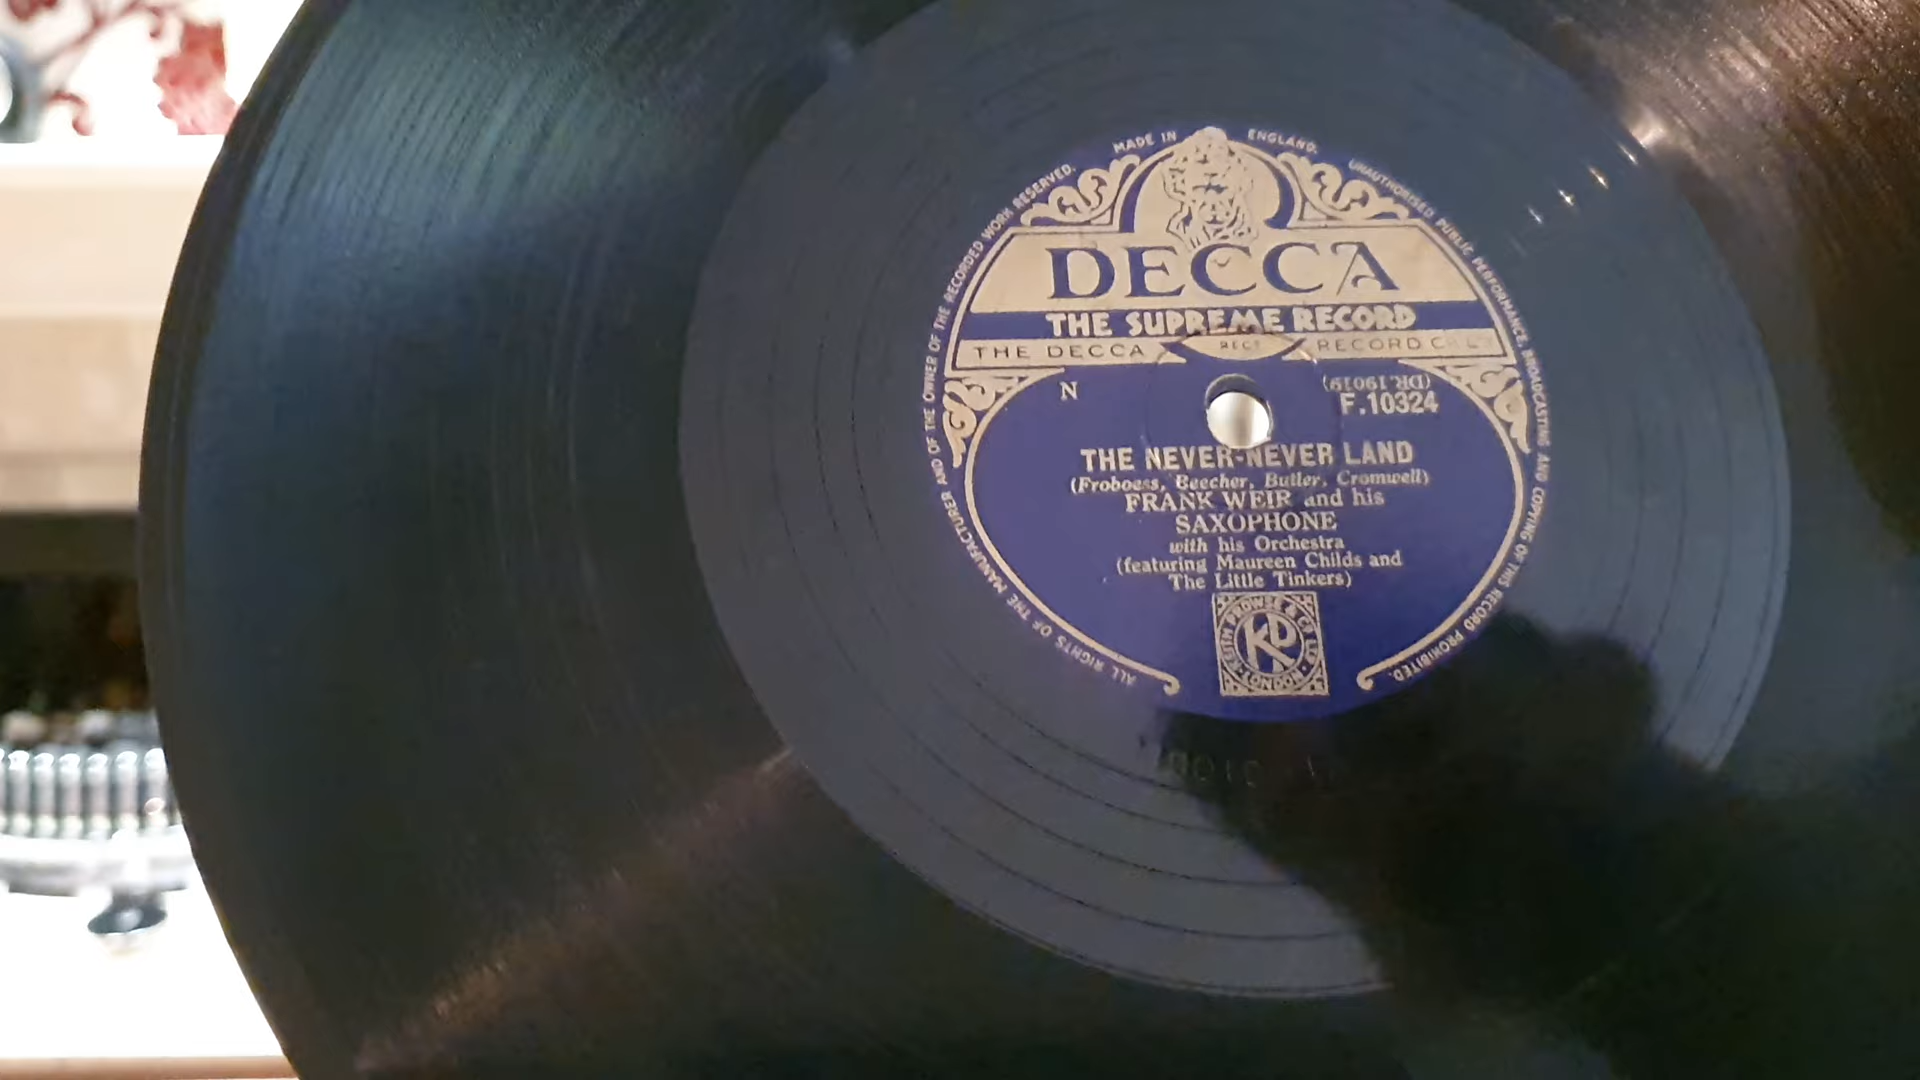 ALL RIGHTS OF THE MANUFACTURER AND OF THE OWNER OF THE RECORDED WORK RESERVED.
MADE IN ENGLAND.
UNAUTHORISED PUBLIC PERFORMANCE, BROADCASTING AND COPYING OF THIS RECORD PROHIBITED.
DECCA
THE SUPREME RECORD
THE DECCA RECORD
N
(DR.19019)
F.10324
THE NEVER-NEVER LAND
(Froboess, Beecher, Butler, Cromwell)
FRANK WEIR and his
SAXOPHONE
with his Orchestra
(featuring Maureen Childs and
The Little Tinkers)
KEITH PROWSE & CO LTD.
KP
LONDON